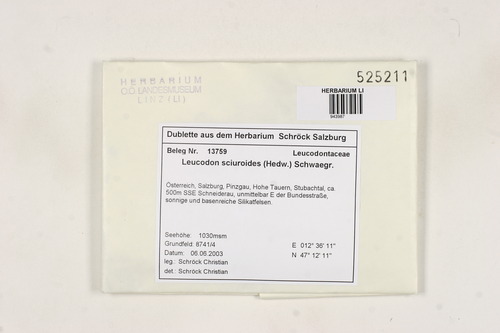 HERBARIUM
O.Ö. LANDESMUSEUM
LINZ (LI)
525211
HERBARIUM LI
943987
Dublette aus dem Herbarium Schröck Salzburg
Beleg Nr. 13759 Leucodontaceae
Leucodon sciuroides (Hedw.) Schwaegr.
Österreich, Salzburg, Pinzgau, Hohe Tauern, Stubachtal, ca.
500m SSE Schneiderau, unmittelbar E der Bundesstraße,
sonnige und basenreiche Silikatfelsen.
Seehöhe: 1030msm
Grundfeld: 8741/4 E 012° 36' 11"
Datum: 06.06.2003 N 47° 12' 11"
leg.: Schröck Christian
det.: Schröck Christian